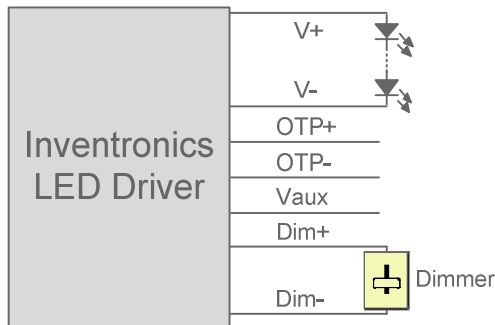 Inventronics
LED Driver
V+
V-
OTP+
OTP-
Vaux
Dim+
Dimmer
Dim-